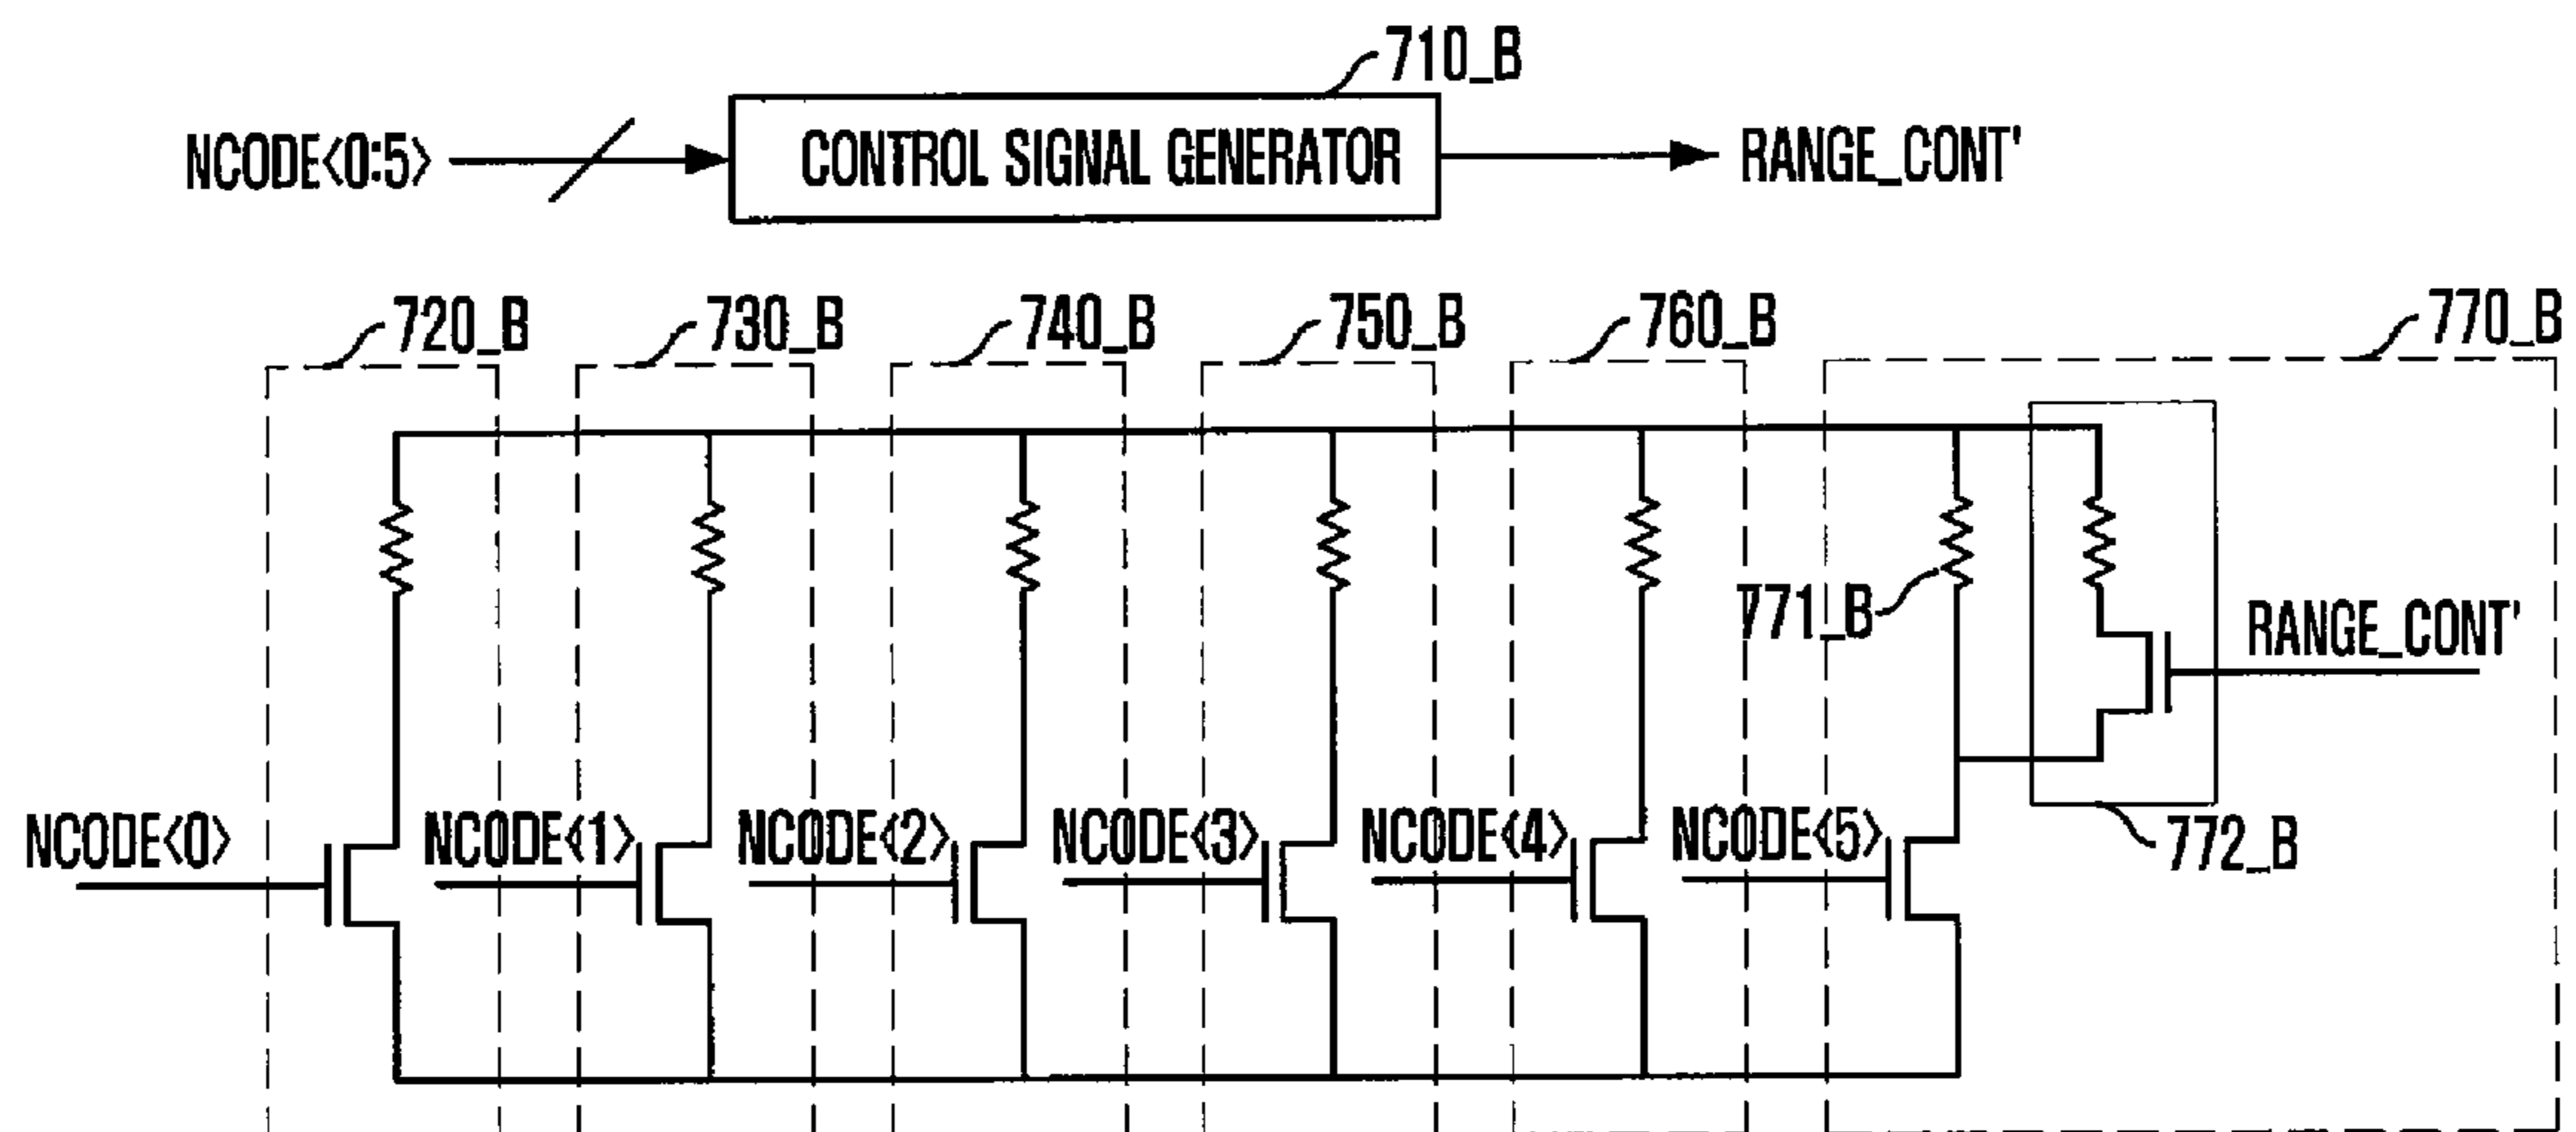 710_B
NCODE<0:5>
CONTROL SIGNAL GENERATOR
RANGE_CONT'
720_B
730_B
740_B
750_B
760_B
770_B
771_B
RANGE_CONT'
NCODE<0>
NCODE<1>
NCODE<2>
NCODE<3>
NCODE<4>
NCODE<5>
772_B